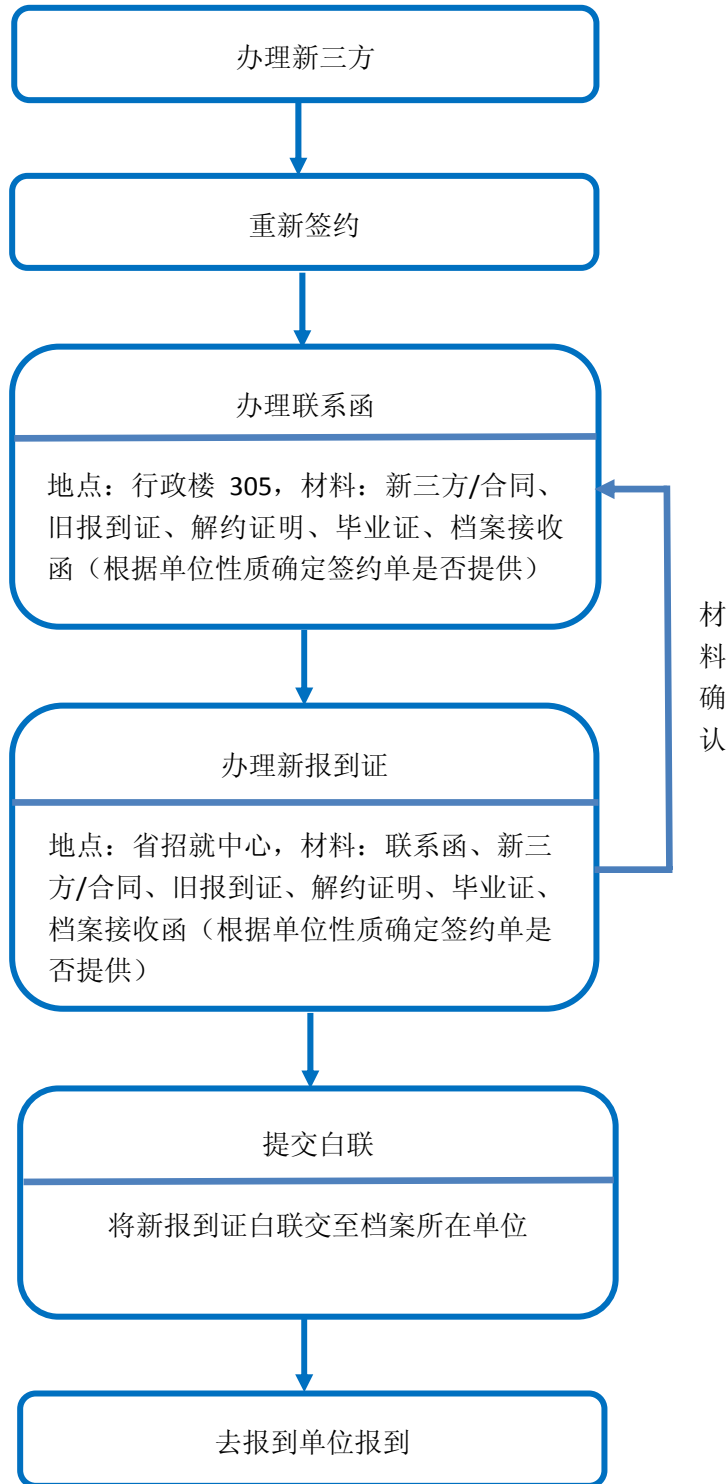 办理新三方
重新签约
办理联系函
地点：行政楼 305，材料：新三方/合同、
旧报到证、解约证明、毕业证、档案接收
函（根据单位性质确定签约单是否提供）
材
料
确
认
办理新报到证
地点：省招就中心，材料：联系函、新三
方/合同、旧报到证、解约证明、毕业证、
档案接收函（根据单位性质确定签约单是
否提供）
提交白联
将新报到证白联交至档案所在单位
去报到单位报到